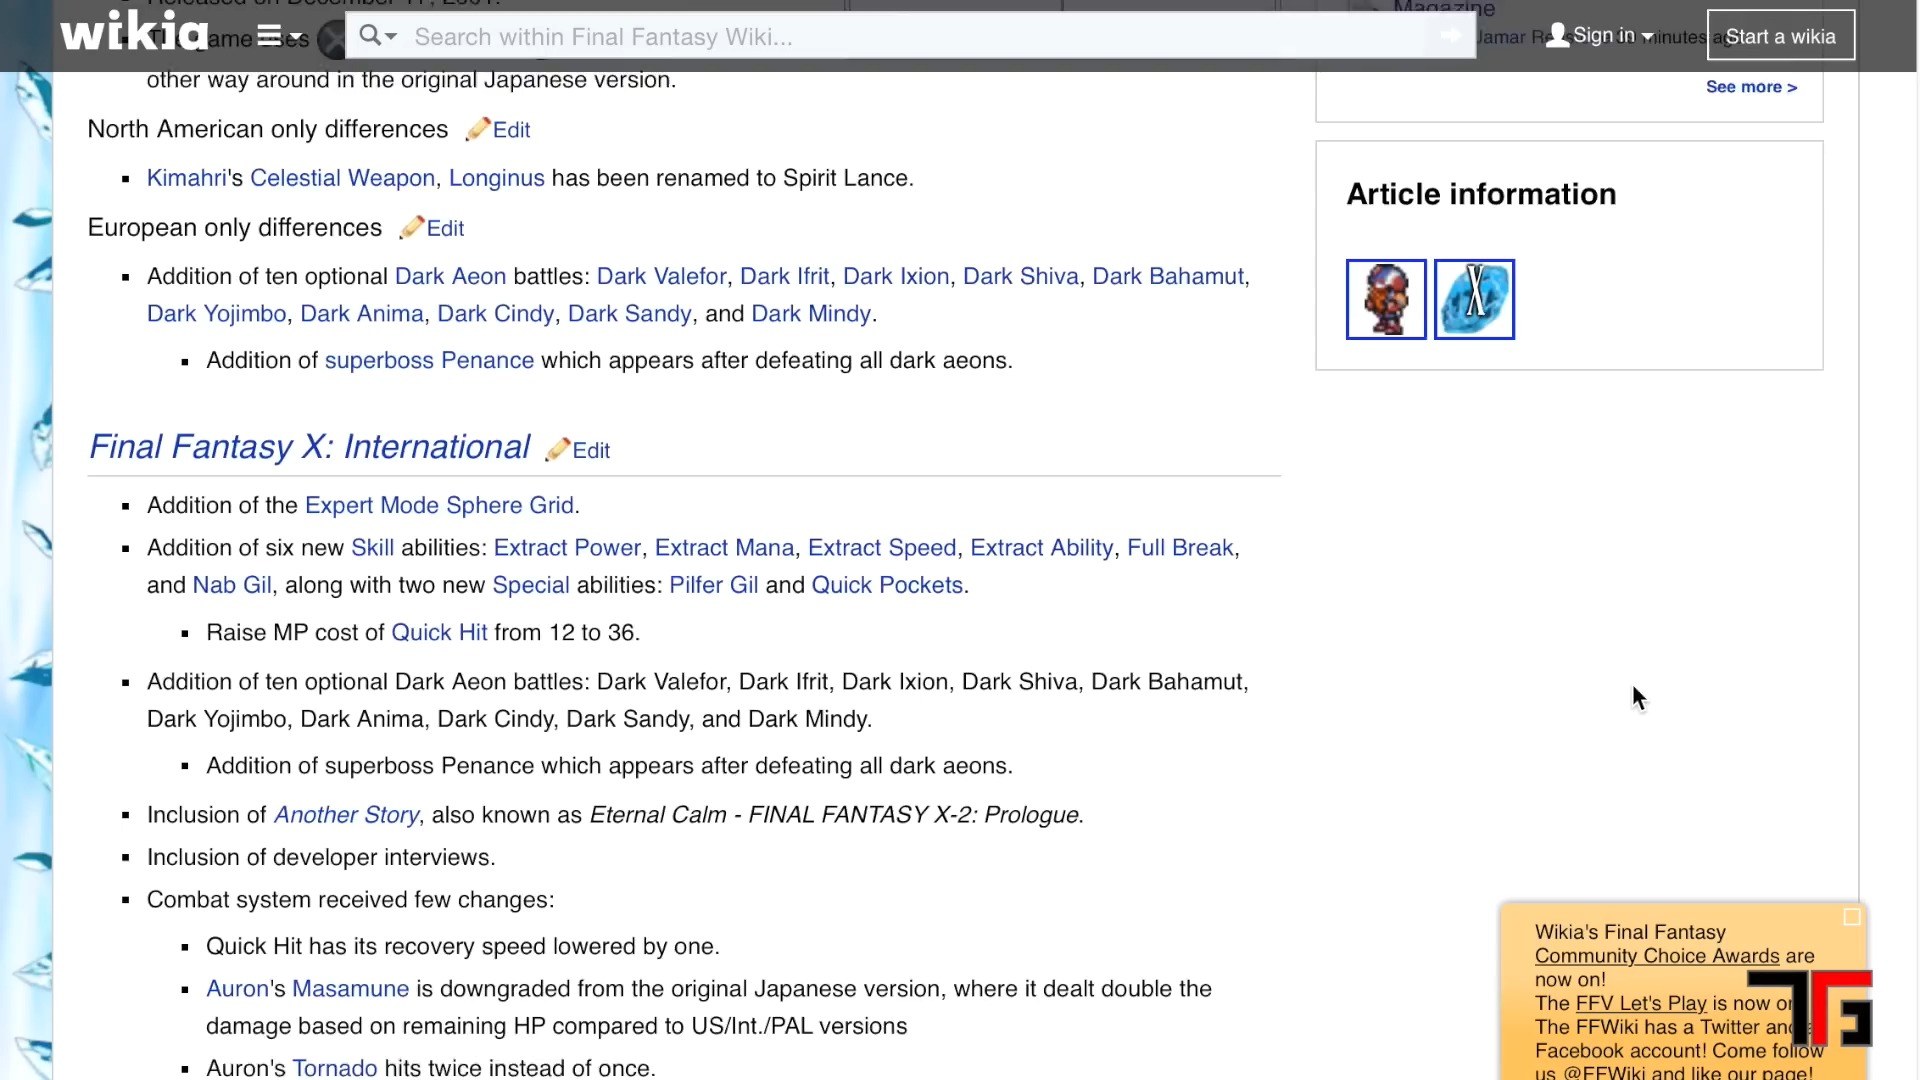 Magazine
wikia
Search within Final Fantasy Wiki...
Sign in
Start a wikia
other way around in the original Japanese version.
See more >
North American only differences Edit
▪ Kimahri's Celestial Weapon, Longinus has been renamed to Spirit Lance.
European only differences Edit
▪ Addition of ten optional Dark Aeon battles: Dark Valefor, Dark Ifrit, Dark Ixion, Dark Shiva, Dark Bahamut,
Dark Yojimbo, Dark Anima, Dark Cindy, Dark Sandy, and Dark Mindy.
▪ Addition of superboss Penance which appears after defeating all dark aeons.
Article information
X
Final Fantasy X: International Edit
▪ Addition of the Expert Mode Sphere Grid.
▪ Addition of six new Skill abilities: Extract Power, Extract Mana, Extract Speed, Extract Ability, Full Break,
and Nab Gil, along with two new Special abilities: Pilfer Gil and Quick Pockets.
▪ Raise MP cost of Quick Hit from 12 to 36.
▪ Addition of ten optional Dark Aeon battles: Dark Valefor, Dark Ifrit, Dark Ixion, Dark Shiva, Dark Bahamut,
Dark Yojimbo, Dark Anima, Dark Cindy, Dark Sandy, and Dark Mindy.
▪ Addition of superboss Penance which appears after defeating all dark aeons.
▪ Inclusion of Another Story, also known as Eternal Calm - FINAL FANTASY X-2: Prologue.
▪ Inclusion of developer interviews.
▪ Combat system received few changes:
▪ Quick Hit has its recovery speed lowered by one.
▪ Auron's Masamune is downgraded from the original Japanese version, where it dealt double the
damage based on remaining HP compared to US/Int./PAL versions
▪ Auron's Tornado hits twice instead of once.
Wikia's Final Fantasy
Community Choice Awards are
now on!
The FFV Let's Play is now on
The FFWiki has a Twitter and a
Facebook account! Come follow
us @FFWiki and like our page!